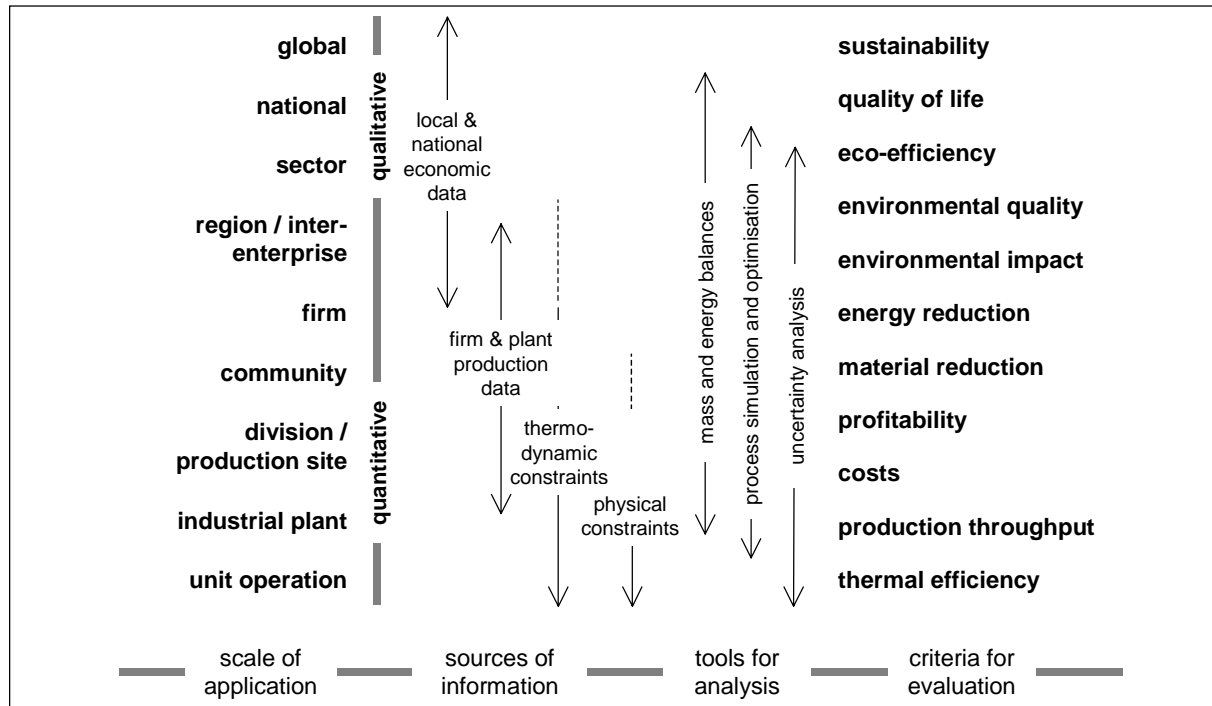 global
national
sector
region / inter-
enterprise
firm
community
division /
production site
industrial plant
unit operation
qualitative
quantitative
local &
national
economic
data
firm & plant
production
data
thermo-
dynamic
constraints
physical
constraints
mass and energy balances
process simulation and optimisation
uncertainty analysis
sustainability
quality of life
eco-efficiency
environmental quality
environmental impact
energy reduction
material reduction
profitability
costs
production throughput
thermal efficiency
scale of
application
sources of
information
tools for
analysis
criteria for
evaluation